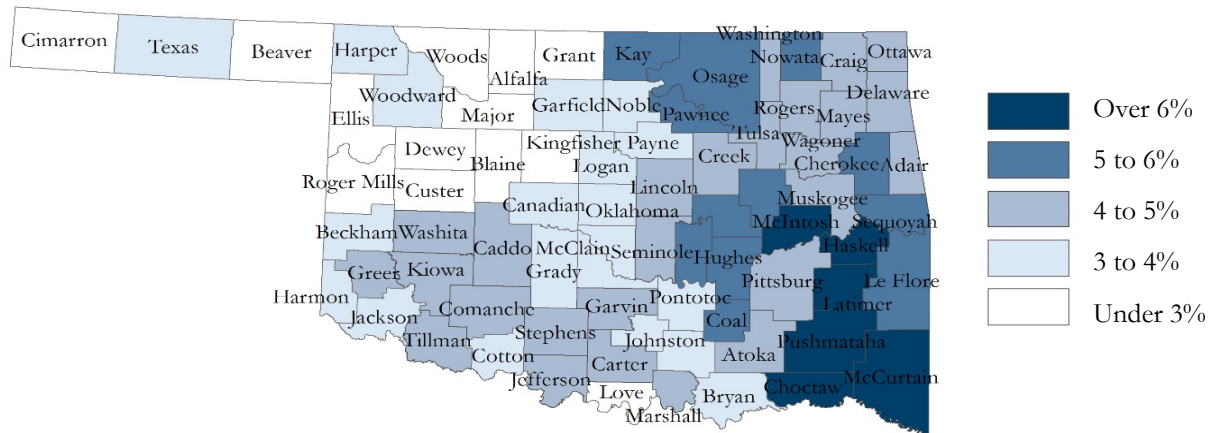 Cimarron
Texas
Beaver
Harper
Woods
Alfalfa
Grant
Kay
Washington
Nowata
Craig
Ottawa
Osage
Woodward
Garfield
Noble
Pawnee
Rogers
Mayes
Delaware
Ellis
Major
Tulsa
Wagoner
Dewey
Blaine
Kingfisher
Payne
Logan
Creek
Cherokee
Adair
Roger Mills
Custer
Lincoln
Muskogee
Canadian
Oklahoma
McIntosh
Sequoyah
Beckham
Washita
Caddo
McClain
Seminole
Hughes
Haskell
Grady
Greer
Kiowa
Pittsburg
Le Flore
Harmon
Jackson
Comanche
Garvin
Pontotoc
Latimer
Tillman
Stephens
Coal
Cotton
Johnston
Atoka
Pushmataha
Jefferson
Carter
Love
Marshall
Bryan
Choctaw
McCurtain
Over 6%
5 to 6%
4 to 5%
3 to 4%
Under 3%